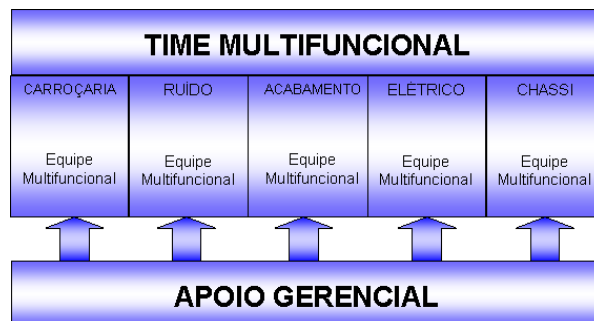 TIME MULTIFUNCIONAL
CARROÇARIA
RUÍDO
ACABAMENTO
ELÉTRICO
CHASSI
Equipe
Multifuncional
Equipe
Multifuncional
Equipe
Multifuncional
Equipe
Multifuncional
Equipe
Multifuncional
APOIO GERENCIAL